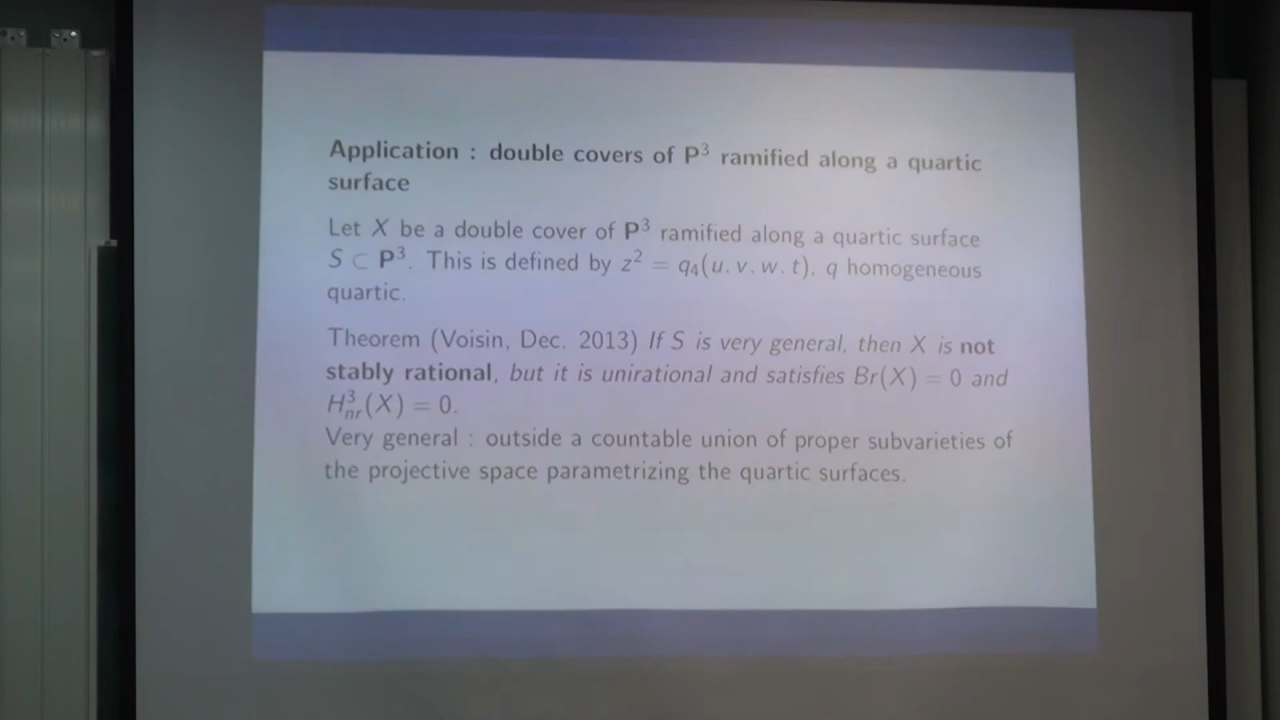 Application : double covers of P³ ramified along a quartic
surface
Let X be a double cover of P³ ramified along a quartic surface
S ⊂ P³. This is defined by z² = q₄(u, v, w, t), q homogeneous
quartic.
Theorem (Voisin, Dec. 2013) If S is very general, then X is not
stably rational, but it is unirational and satisfies Br(X) = 0 and
H³ₙᵣ(X) = 0.
Very general : outside a countable union of proper subvarieties of
the projective space parametrizing the quartic surfaces.